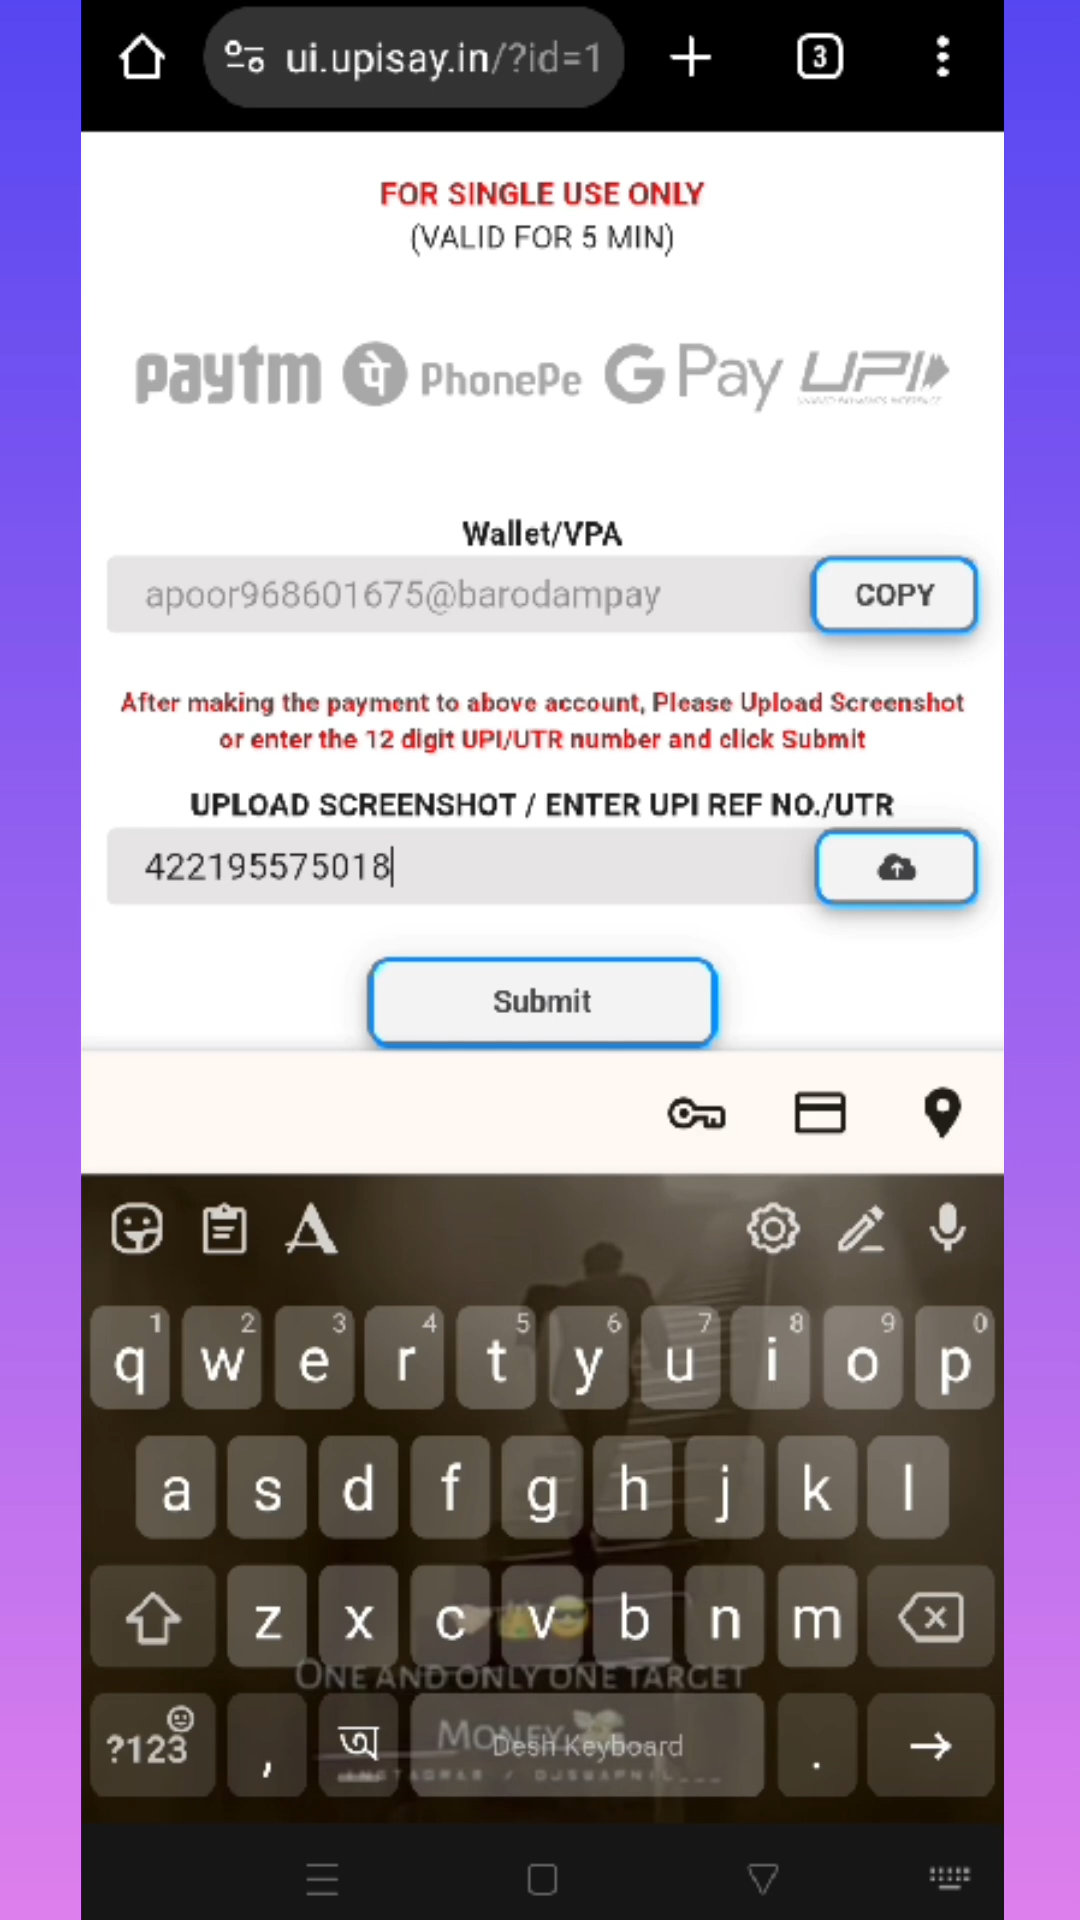 ui.upisay.in/?id=1
3
FOR SINGLE USE ONLY
(VALID FOR 5 MIN)
paytm पे PhonePe G Pay UPI
Wallet/VPA
apoor968601675@barodampay
COPY
After making the payment to above account, Please Upload Screenshot
or enter the 12 digit UPI/UTR number and click Submit
UPLOAD SCREENSHOT / ENTER UPI REF NO./UTR
422195575018
Submit
A
1 2 3 4 5 6 7 8 9 0
q w e r t y u i o p
a s d f g h j k l
z x c v b n m
ONE AND ONLY ONE TARGET
MONEY
?123 , অ Desh Keyboard .